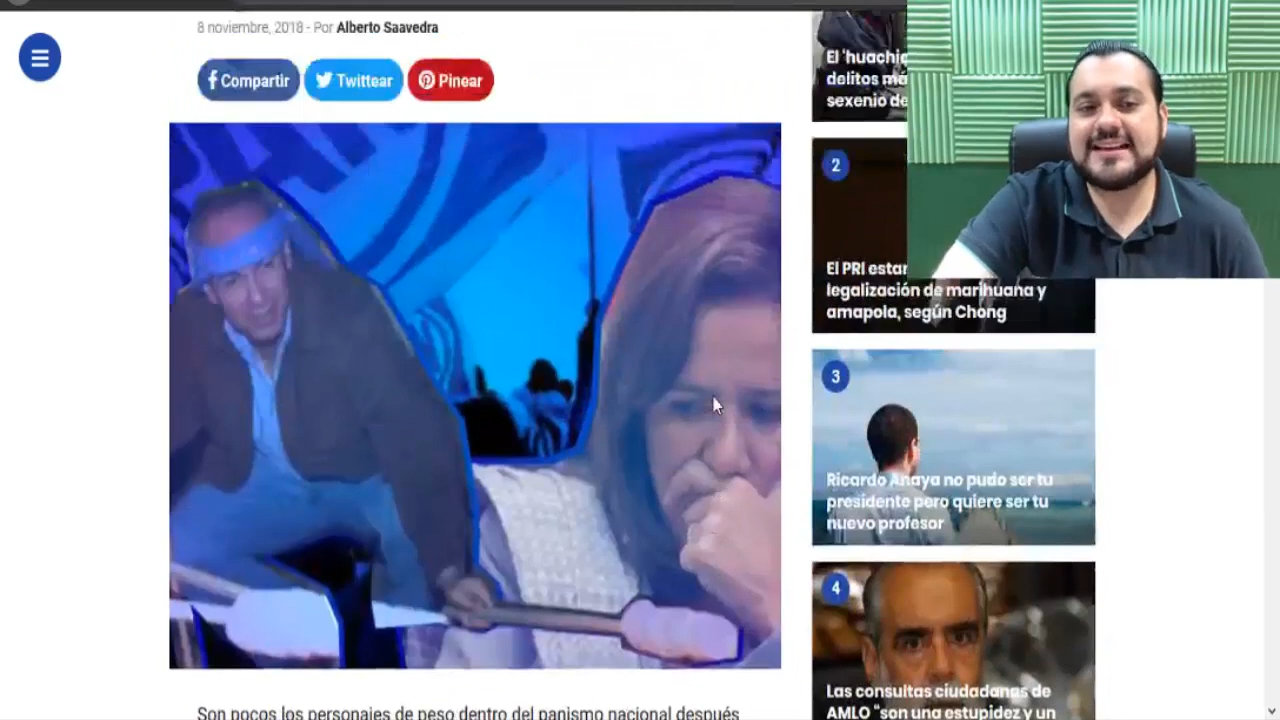 8 noviembre, 2018 - Por Alberto Saavedra
Compartir
Twittear
Pinear
Son pocos los personajes de peso dentro del panismo nacional después
El 'huachic
delitos má
sexenio de
2
El PRI estar
legalización de marihuana y
amapola, según Chong
3
Ricardo Anaya no pudo ser tu
presidente pero quiere ser tu
nuevo profesor
4
Las consultas ciudadanas de
AMLO "son una estupidez y un